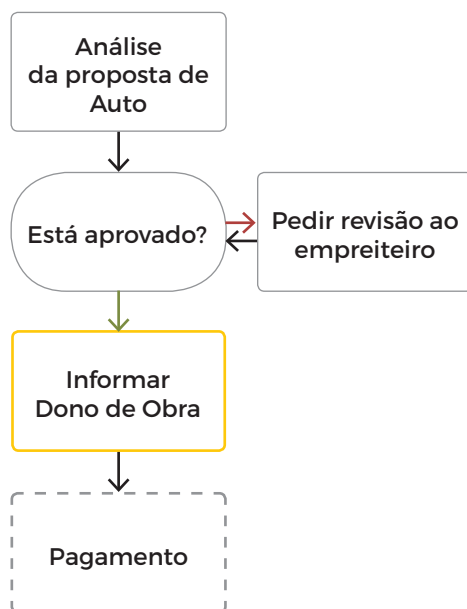 Análise
da proposta de
Auto
Está aprovado?
Pedir revisão ao
empreiteiro
Informar
Dono de Obra
Pagamento